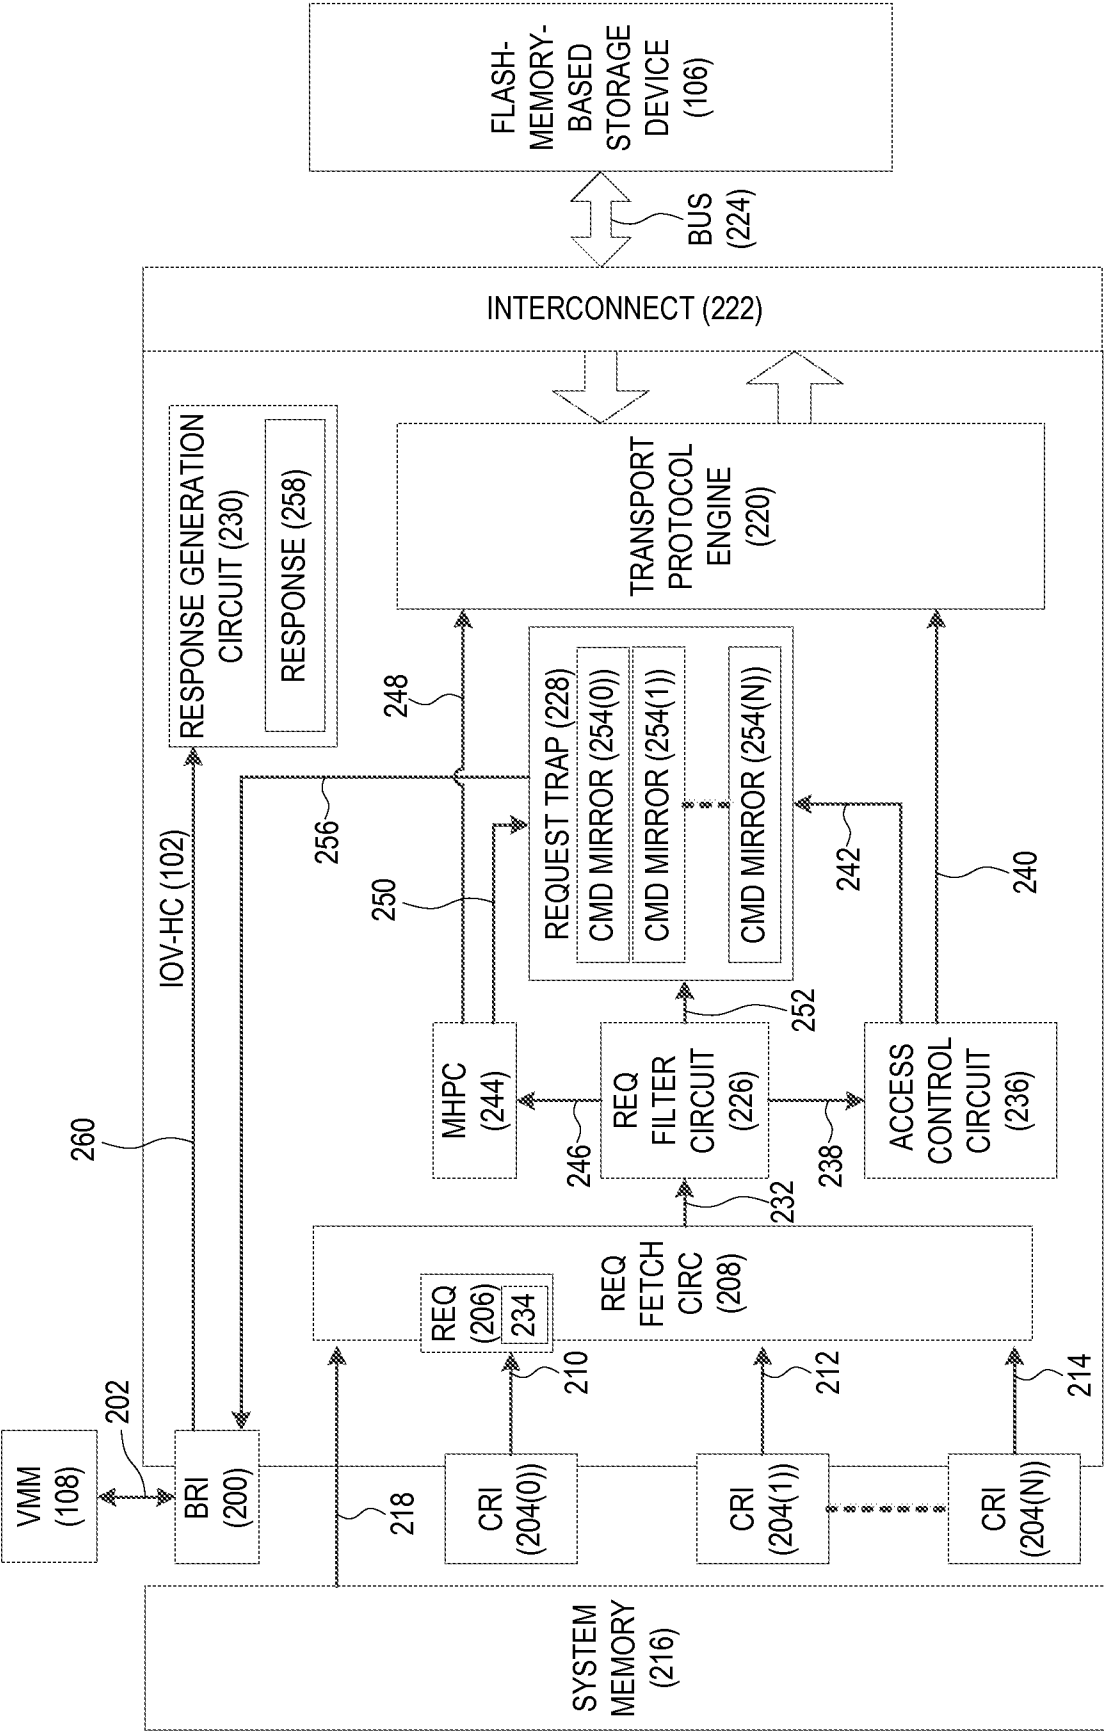 VMM
(108)
202
260
BRI
(200)
IOV-HC (102)
256
RESPONSE GENERATION
CIRCUIT (230)
RESPONSE (258)
SYSTEM
MEMORY
(216)
218
CRI
(204(0))
210
CRI
(204(1))
212
CRI
(204(N))
214
REQ
(206)
234
REQ
FETCH
CIRC
(208)
232
MHPC
(244)
246
REQ
FILTER
CIRCUIT
(226)
238
ACCESS
CONTROL
CIRCUIT
(236)
248
250
252
242
240
REQUEST TRAP (228)
CMD MIRROR (254(0))
CMD MIRROR (254(1))
CMD MIRROR (254(N))
TRANSPORT
PROTOCOL
ENGINE
(220)
INTERCONNECT (222)
BUS
(224)
FLASH-
MEMORY-
BASED
STORAGE
DEVICE
(106)